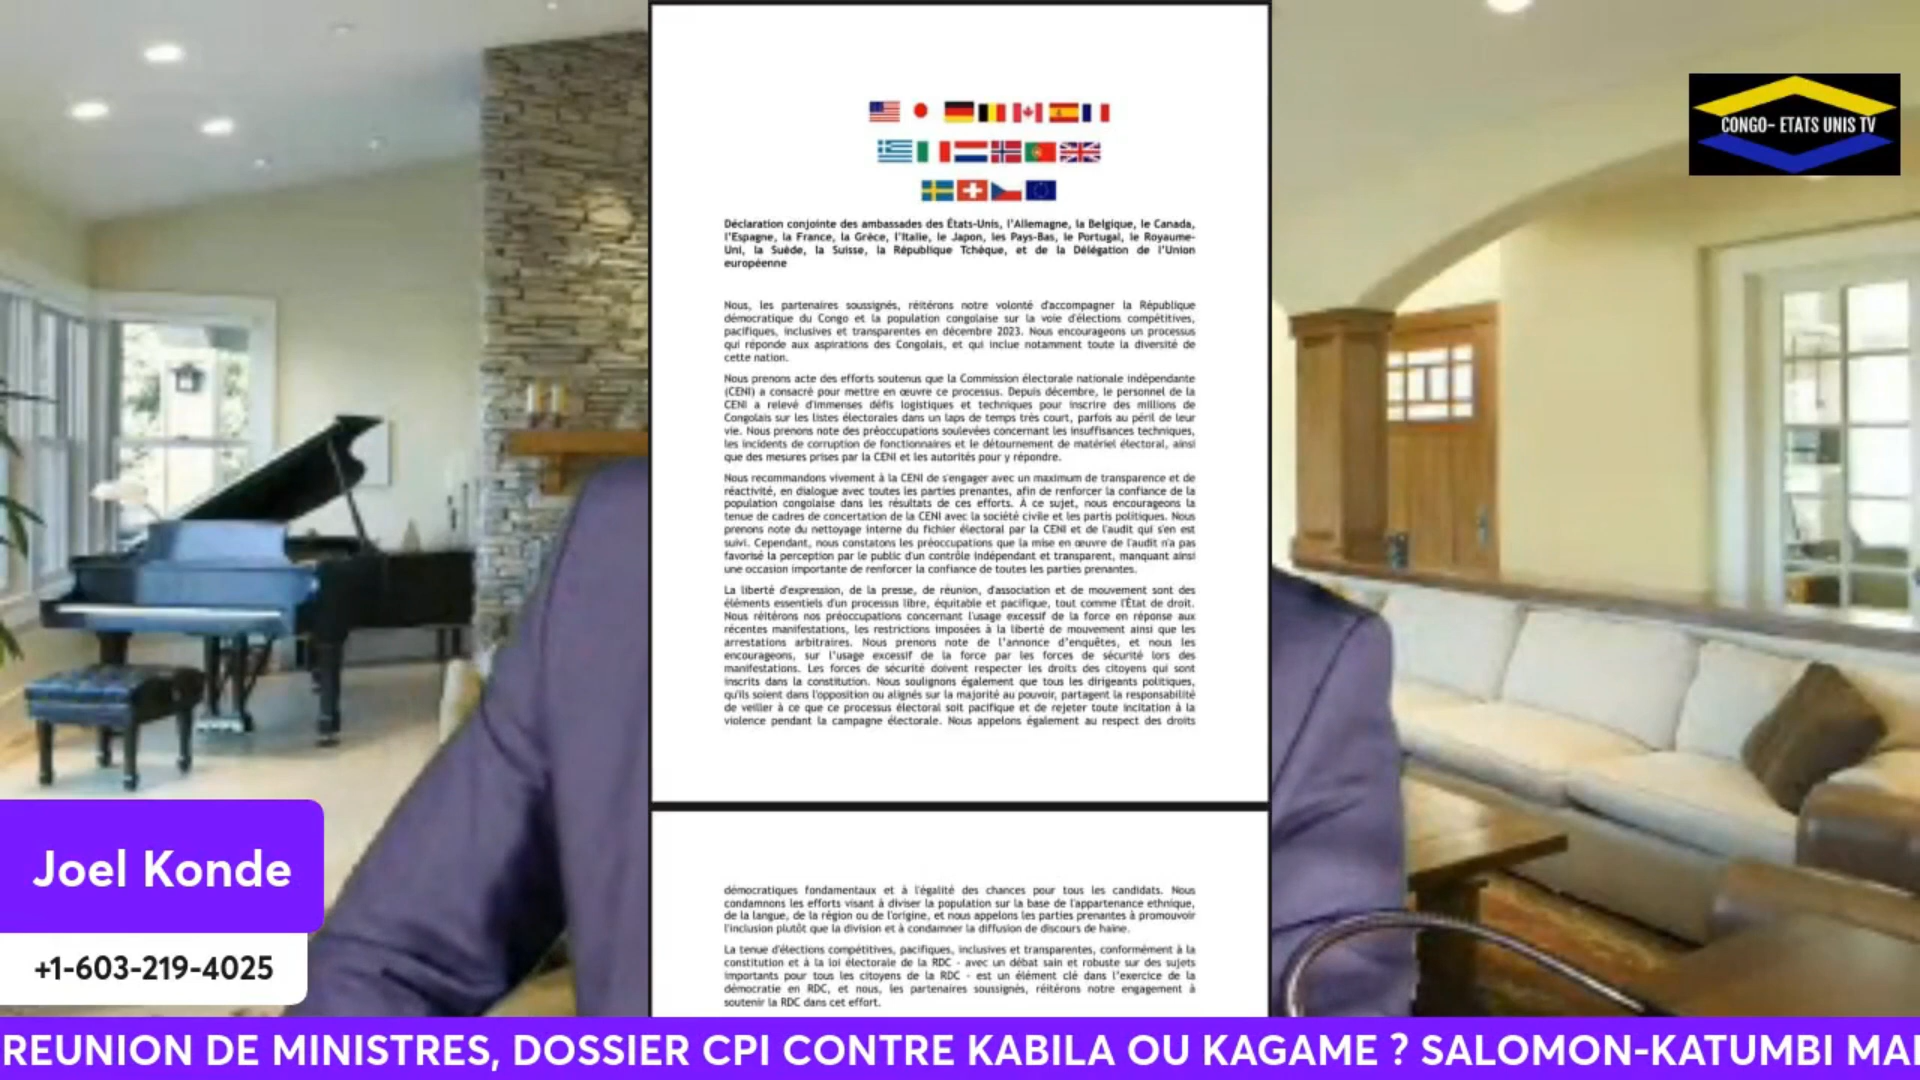 CONGO- ETATS UNIS TV
Déclaration conjointe des ambassades des États-Unis, l'Allemagne, la Belgique, le Canada,
l'Espagne, la France, la Grèce, l'Italie, le Japon, les Pays-Bas, le Portugal, le Royaume-
Uni, la Suède, la Suisse, la République Tchèque, et de la Délégation de l'Union
européenne
Nous, les partenaires soussignés, réitérons notre volonté d'accompagner la République
démocratique du Congo et la population congolaise sur la voie d'élections compétitives,
pacifiques, inclusives et transparentes en décembre 2023. Nous encourageons un processus
qui réponde aux aspirations des Congolais, et qui inclue notamment toute la diversité de
cette nation.
Nous prenons acte des efforts soutenus que la Commission électorale nationale indépendante
(CENI) a consacré pour mettre en œuvre ce processus. Depuis décembre, le personnel de la
CENI a relevé d'immenses défis logistiques et techniques pour inscrire des millions de
Congolais sur les listes électorales dans un laps de temps très court, parfois au péril de leur
vie. Nous prenons note des préoccupations soulevées concernant les insuffisances techniques,
les incidents de corruption de fonctionnaires et le détournement de matériel électoral, ainsi
que des mesures prises par la CENI et les autorités pour y répondre.
Nous recommandons vivement à la CENI de s'engager avec un maximum de transparence et de
réactivité, en dialogue avec toutes les parties prenantes, afin de renforcer la confiance de la
population congolaise dans les résultats de ces efforts. À ce sujet, nous encourageons la
tenue de cadres de concertation de la CENI avec la société civile et les partis politiques. Nous
prenons note du nettoyage interne du fichier électoral par la CENI et de l'audit qui s'en est
suivi. Cependant, nous constatons les préoccupations que la mise en œuvre de l'audit n'a pas
favorisé la perception par le public d'un contrôle indépendant et transparent, manquant ainsi
une occasion importante de renforcer la confiance de toutes les parties prenantes.
La liberté d'expression, de la presse, de réunion, d'association et de mouvement sont des
éléments essentiels d'un processus libre, équitable et pacifique, tout comme l'État de droit.
Nous réitérons nos préoccupations concernant l'usage excessif de la force en réponse aux
récentes manifestations, les restrictions imposées à la liberté de mouvement ainsi que les
arrestations arbitraires. Nous prenons note de l'annonce d'enquêtes, et nous les
encourageons, sur l'usage excessif de la force par les forces de sécurité lors des
manifestations. Les forces de sécurité doivent respecter les droits des citoyens qui sont
inscrits dans la constitution. Nous soulignons également que tous les dirigeants politiques,
qu'ils soient dans l'opposition ou alignés sur la majorité au pouvoir, partagent la responsabilité
de veiller à ce que ce processus électoral soit pacifique et de rejeter toute incitation à la
violence pendant la campagne électorale. Nous appelons également au respect des droits
démocratiques fondamentaux et à l'égalité des chances pour tous les candidats. Nous
condamnons les efforts visant à diviser la population sur la base de l'appartenance ethnique,
de la langue, de la région ou de l'origine, et nous appelons les parties prenantes à promouvoir
l'inclusion plutôt que la division et à condamner la diffusion de discours de haine.
La tenue d'élections compétitives, pacifiques, inclusives et transparentes, conformément à la
constitution et à la loi électorale de la RDC - avec un débat sain et robuste sur des sujets
importants pour tous les citoyens de la RDC - est un élément clé dans l'exercice de la
démocratie en RDC, et nous, les partenaires soussignés, réitérons notre engagement à
soutenir la RDC dans cet effort.
Joel Konde
+1-603-219-4025
REUNION DE MINISTRES, DOSSIER CPI CONTRE KABILA OU KAGAME ? SALOMON-KATUMBI